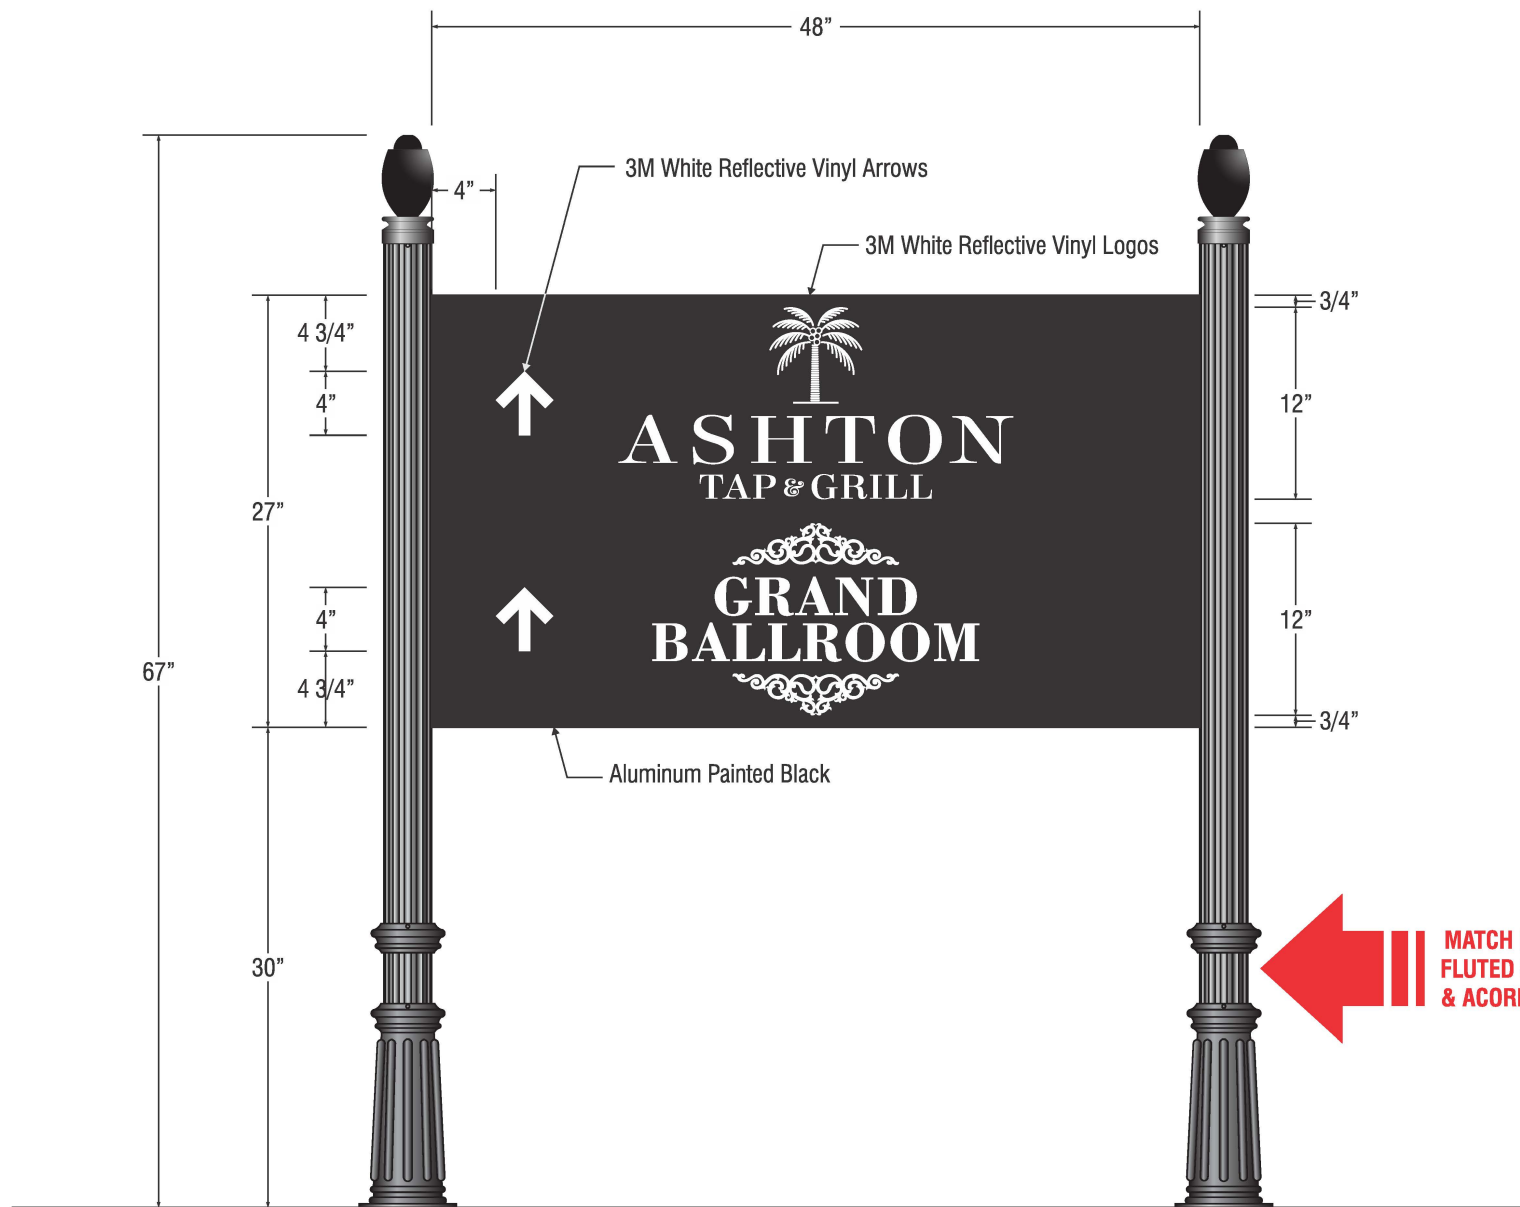 48”
4”
3M White Reflective Vinyl Arrows
3M White Reflective Vinyl Logos
4 3/4”
4”
27”
4”
4 3/4”
67”
30”
ASHTON
TAP & GRILL
GRAND
BALLROOM
3/4”
12”
12”
3/4”
Aluminum Painted Black
MATCH
FLUTED
& ACOR